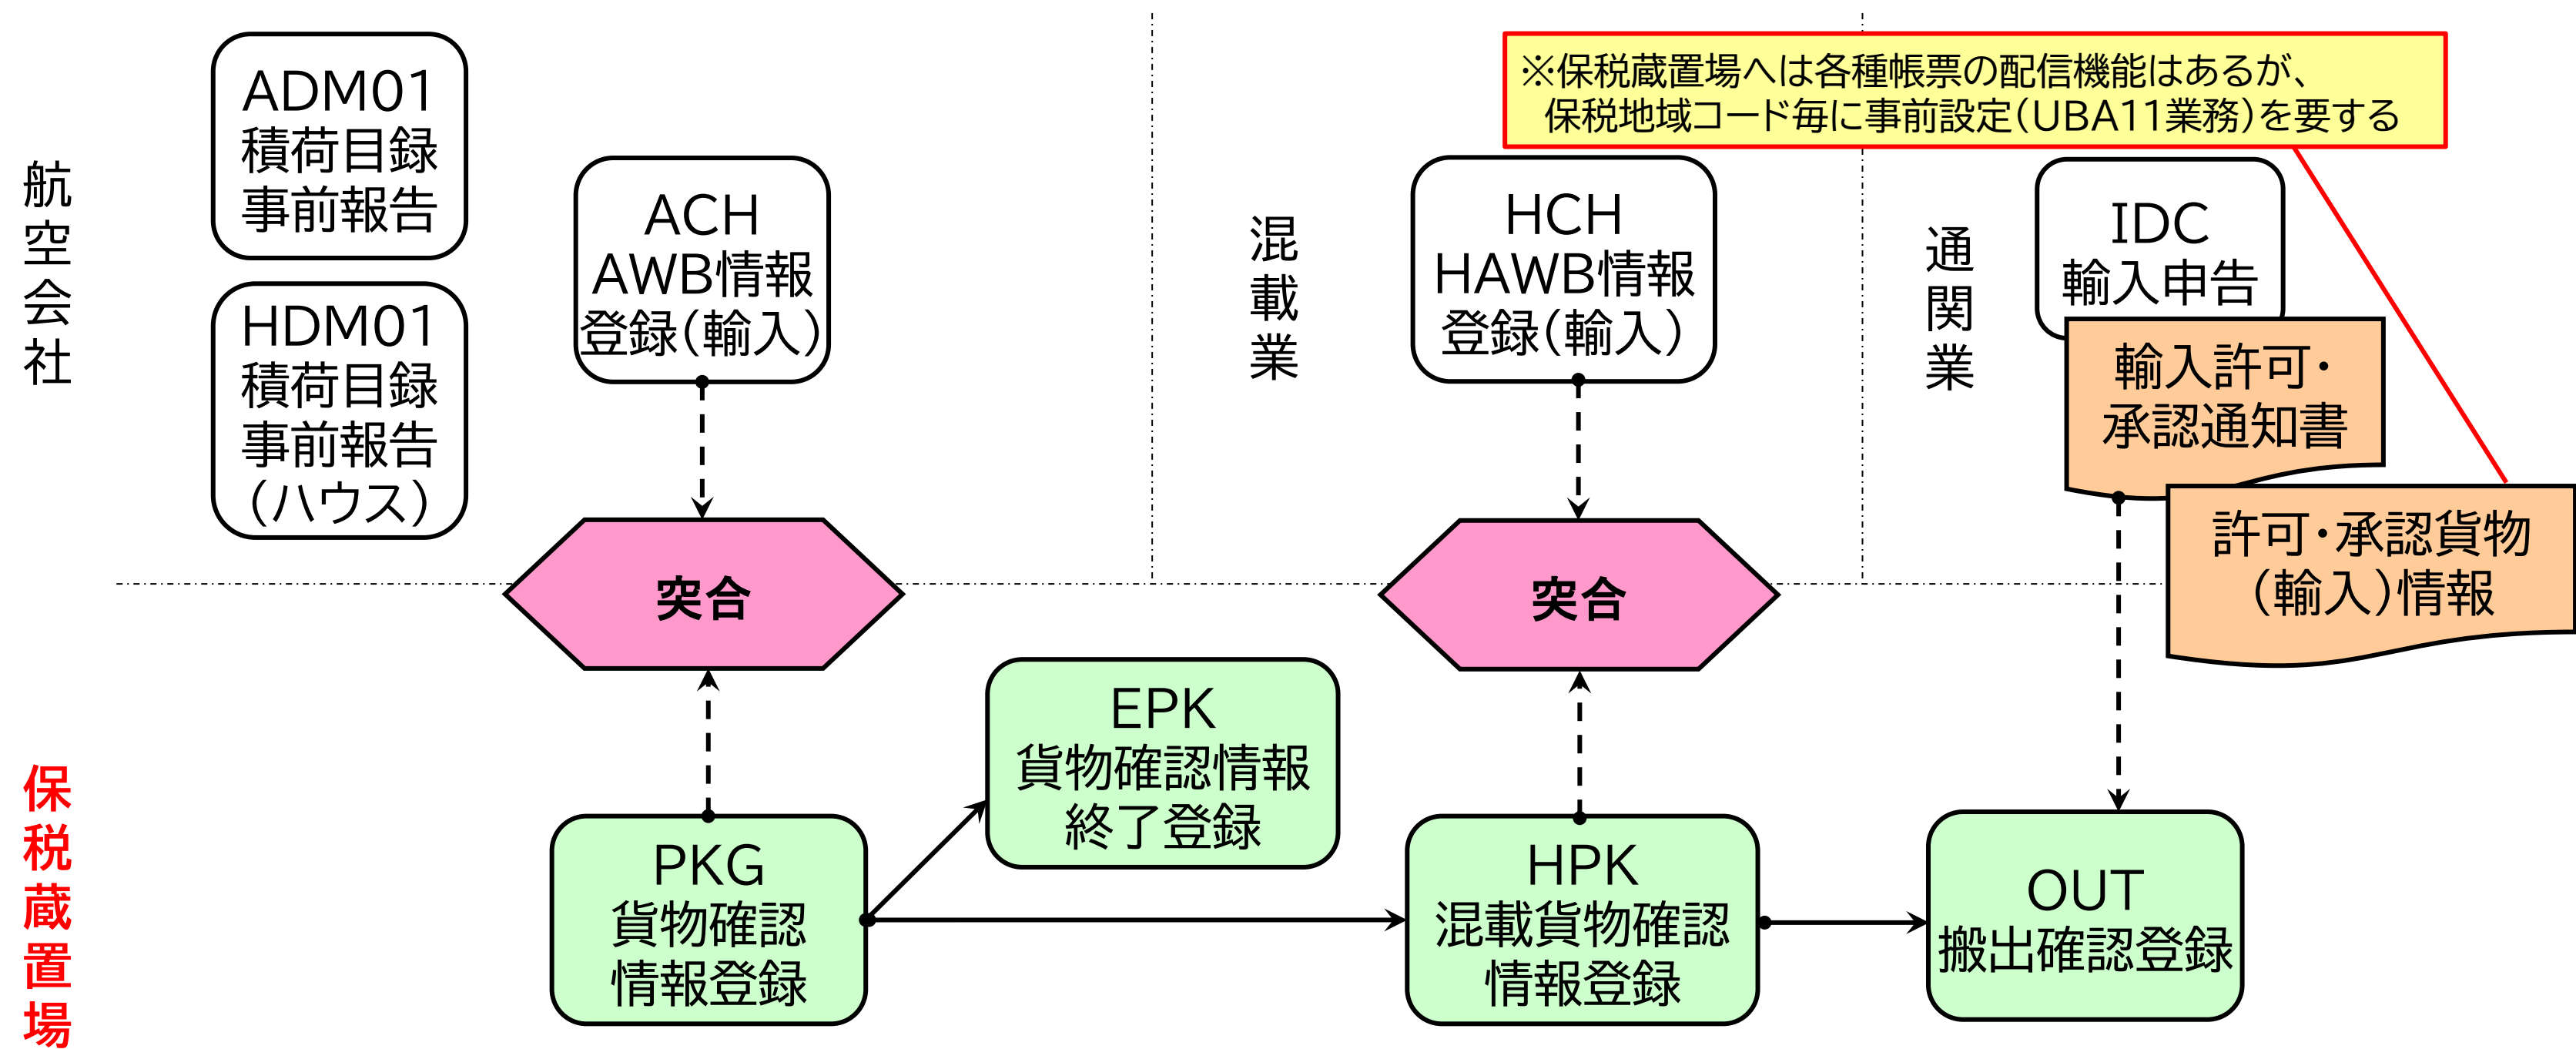 航空会社
ADM01
積荷目録
事前報告
HDM01
積荷目録
事前報告
（ハウス）
ACH
AWB情報
登録（輸入）
突合
混載業
HCH
HAWB情報
登録（輸入）
突合
※保税蔵置場へは各種帳票の配信機能はあるが、
保税地域コード毎に事前設定（UBA11業務）を要する
通関業
IDC
輸入申告
輸入許可・
承認通知書
許可・承認貨物
（輸入）情報
保税蔵置場
PKG
貨物確認
情報登録
EPK
貨物確認情報
終了登録
HPK
混載貨物確認
情報登録
OUT
搬出確認登録